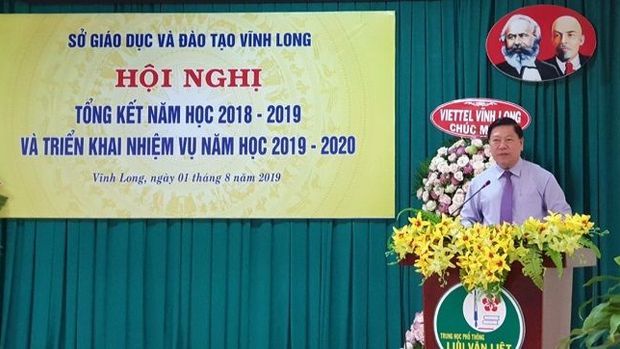 SỞ GIÁO DỤC VÀ ĐÀO TẠO VĨNH LONG
HỘI NGHỊ
TỔNG KẾT NĂM HỌC 2018 - 2019
VÀ TRIỂN KHAI NHIỆM VỤ NĂM HỌC 2019 - 2020
Vĩnh Long, ngày 01 tháng 8 năm 2019
VIETTEL VĨNH LONG
CHÚC M
TRUNG HỌC PHỔ THÔNG
LƯU VĂN LIỆT